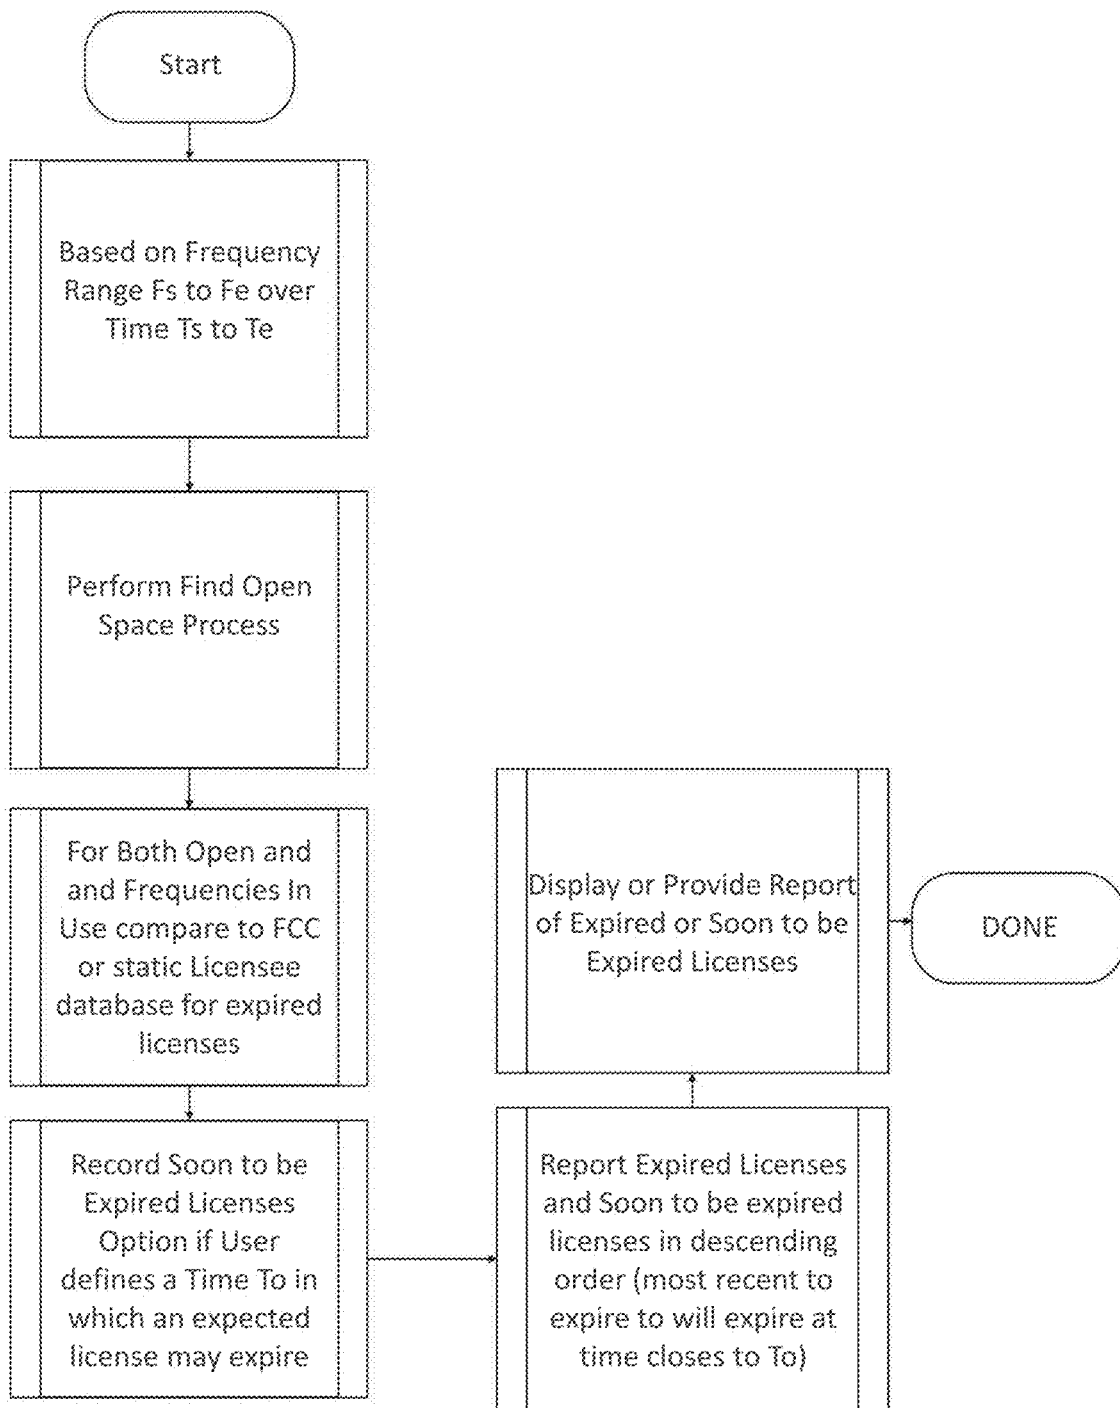 Start
Based on Frequency
Range Fs to Fe over
Time Ts to Te
Perform Find Open
Space Process
For Both Open and
and Frequencies In
Use compare to FCC
or static Licensee
database for expired
licenses
Record Soon to be
Expired Licenses
Option if User
defines a Time To in
which an expected
license may expire
Report Expired Licenses
and Soon to be expired
licenses in descending
order (most recent to
expire to will expire at
time closes to To)
Display or Provide Report
of Expired or Soon to be
Expired Licenses
DONE